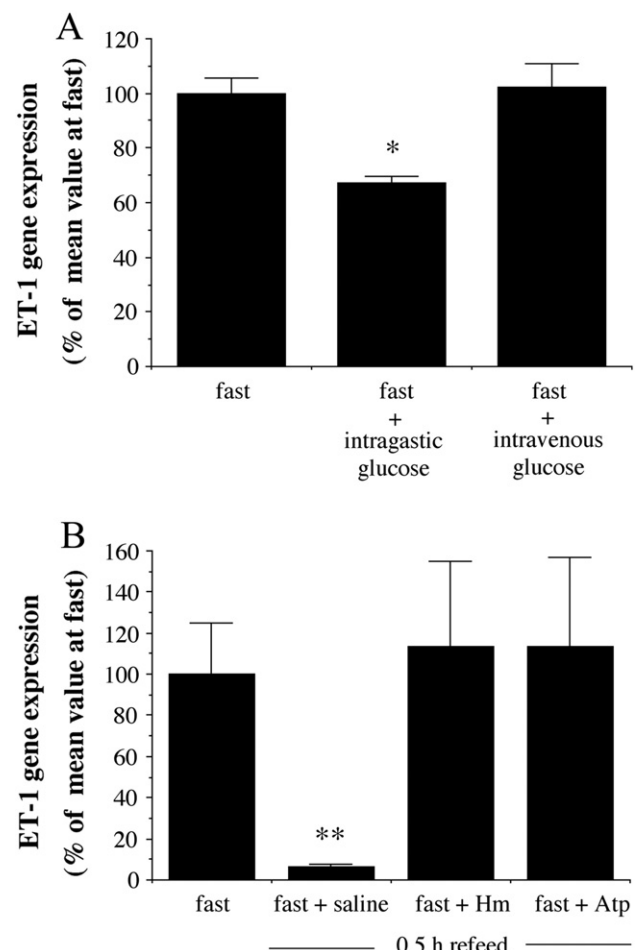 A
ET-1 gene expression
(% of mean value at fast)
120
100
80
60
40
20
0
*
fast
fast
+
intragastic
glucose
fast
+
intravenous
glucose
B
ET-1 gene expression
(% of mean value at fast)
160
140
120
100
80
60
40
20
0
**
fast
fast + saline
fast + Hm
fast + Atp
0.5 h refeed